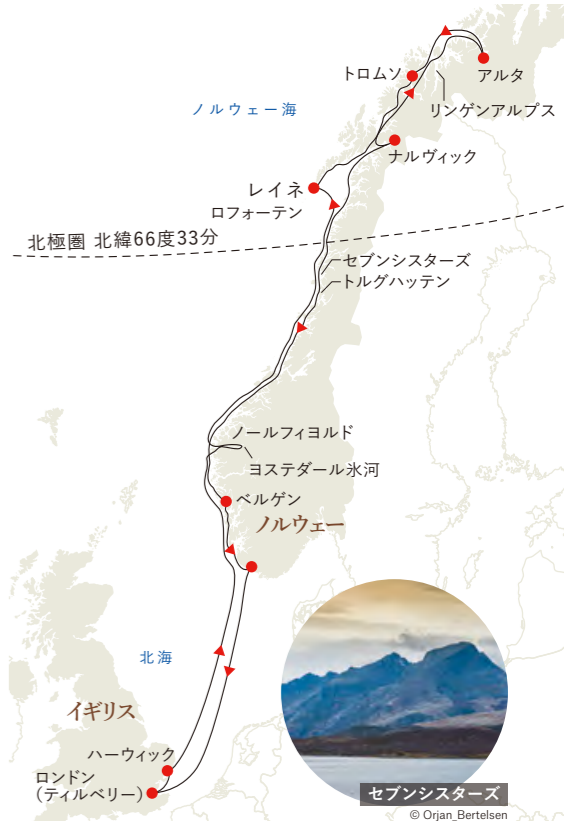 トロムソ
アルタ
リンゲンアルプス
ノルウェー海
ナルヴィック
レイネ
ロフォーテン
北極圏 北緯66度33分
セブンシスターズ
トルグハッテン
ノールフィヨルド
ヨステダール氷河
ベルゲン
ノルウェー
北海
イギリス
ハーウィック
ロンドン
(ティルベリー)
セブンシスターズ
© Orjan_Bertelsen